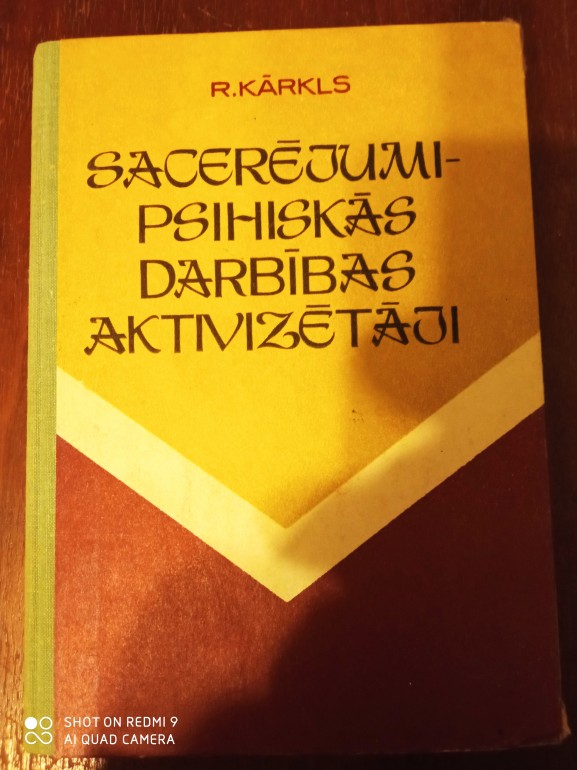 R.KĀRKLS
SACERĒJUMI-
PSIHISKĀS
DARBĪBAS
AKTIVIZĒTĀJI
SHOT ON REDMI 9
AI QUAD CAMERA